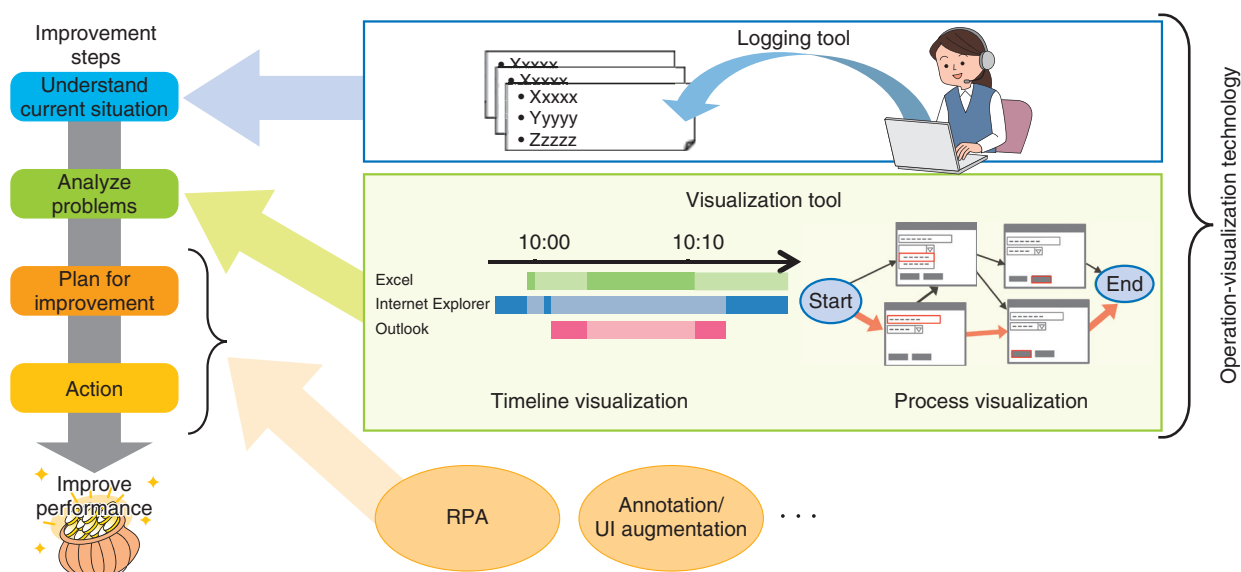 Improvement
steps
Understand
current situation
Analyze
problems
Plan for
improvement
Action
Improve
performance
Logging tool
• Yxxxxx
• Xxxxx
• Xxxxx
• Yyyyy
• Zzzzz
Visualization tool
10:00
10:10
Excel
Internet Explorer
Outlook
Timeline visualization
Start
End
Process visualization
Operation-visualization technology
RPA
Annotation/
UI augmentation
· · ·